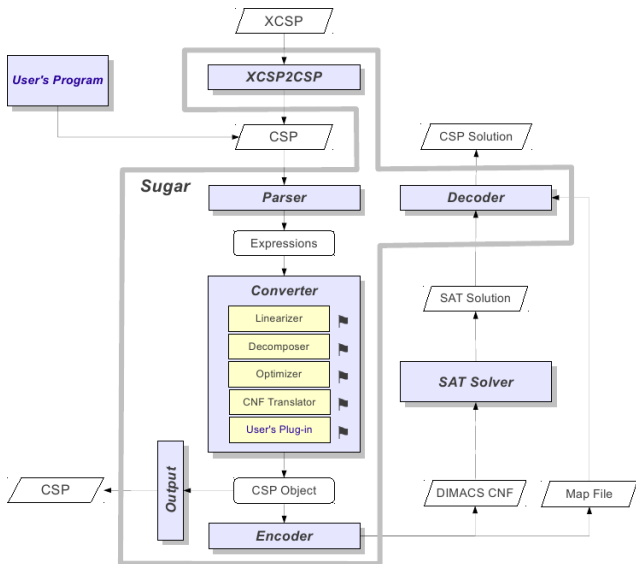 XCSP
User's Program
XCSP2CSP
CSP
CSP Solution
Sugar
Parser
Decoder
Expressions
Converter
Linearizer
SAT Solution
Decomposer
Optimizer
SAT Solver
CNF Translator
User's Plug-in
Output
CSP
CSP Object
DIMACS CNF
Map File
Encoder